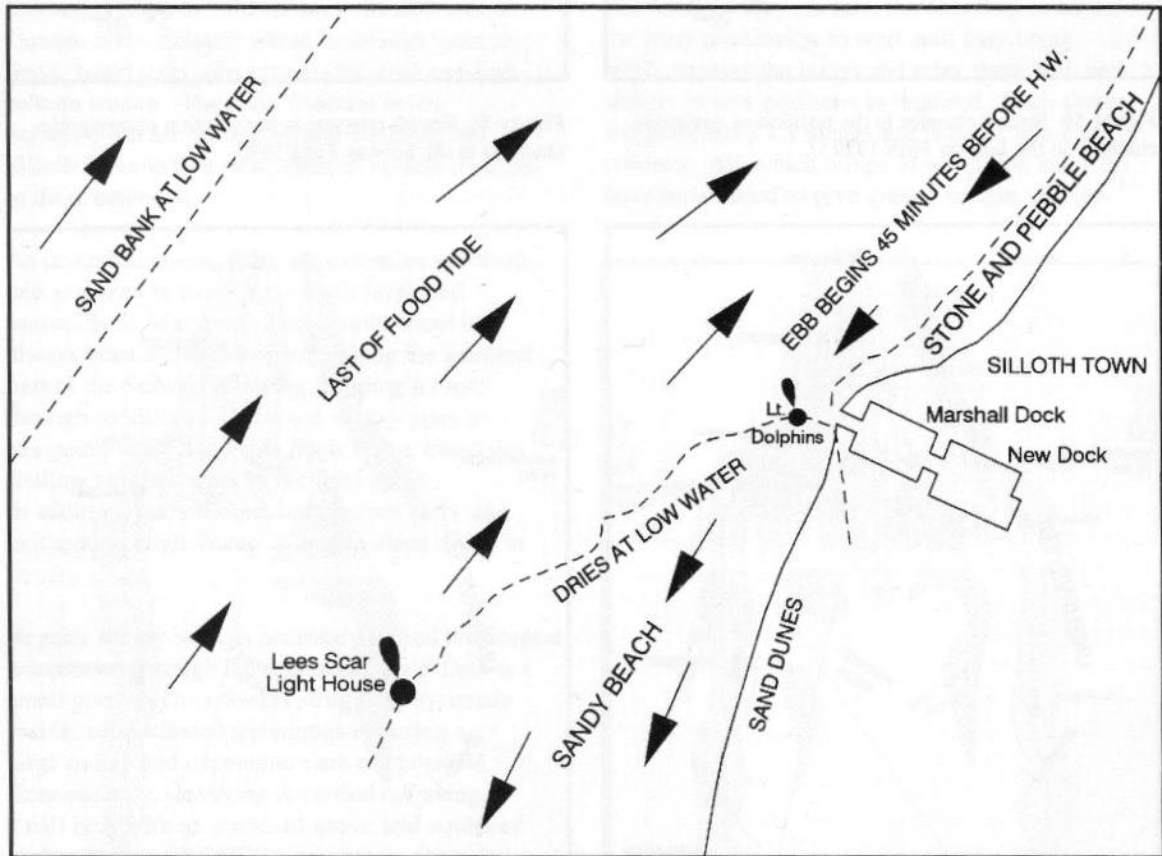 SAND BANK AT LOW WATER
LAST OF FLOOD TIDE
EBB BEGINS 45 MINUTES BEFORE H.W.
STONE AND PEBBLE BEACH
SILLOTH TOWN
Marshall Dock
New Dock
Lt.
Dolphins
DRIES AT LOW WATER
Lees Scar
Light House
SANDY BEACH
SAND DUNES